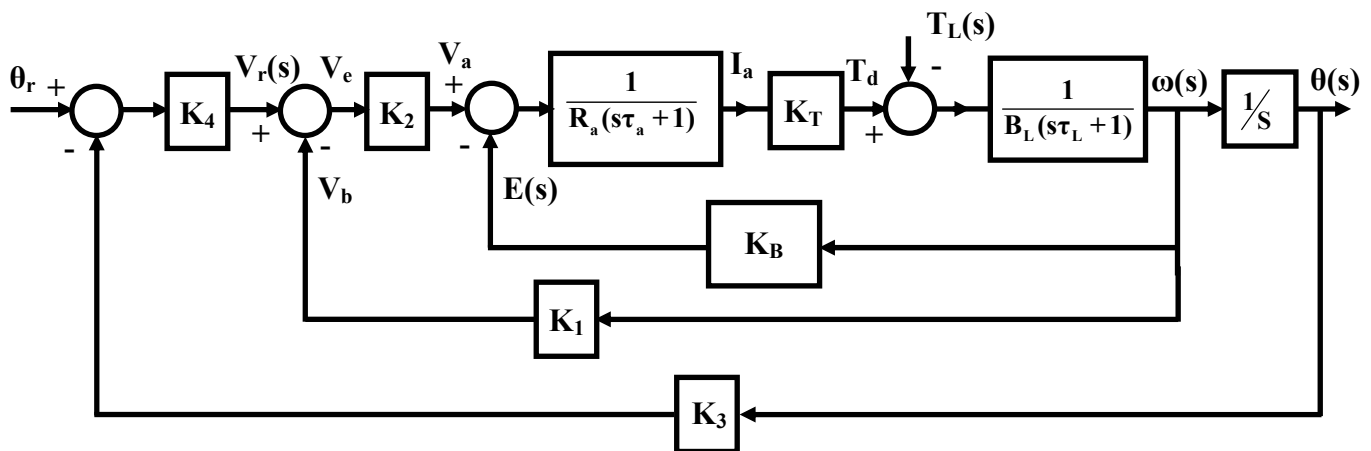 T_L(s)
θ_r + V_r(s) V_e V_a + I_a T_d - ω(s) θ(s)
K_4 K_2 1 / R_a(sτ_a + 1) K_T 1 / B_L(sτ_L + 1) 1/S
- + - - +
V_b E(s)
K_B
K_1
K_3